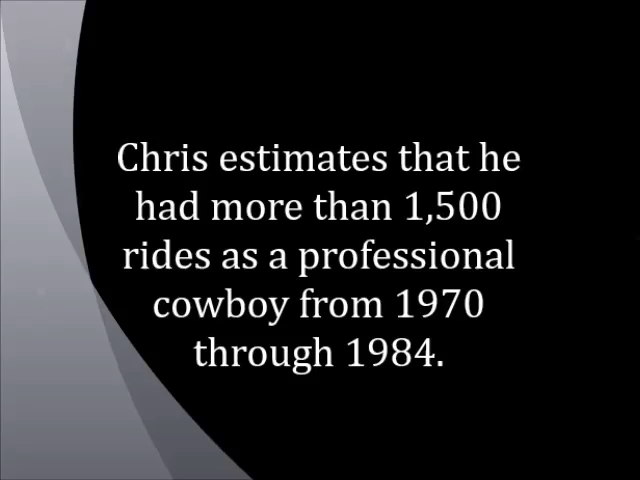 Chris estimates that he
had more than 1,500
rides as a professional
cowboy from 1970
through 1984.